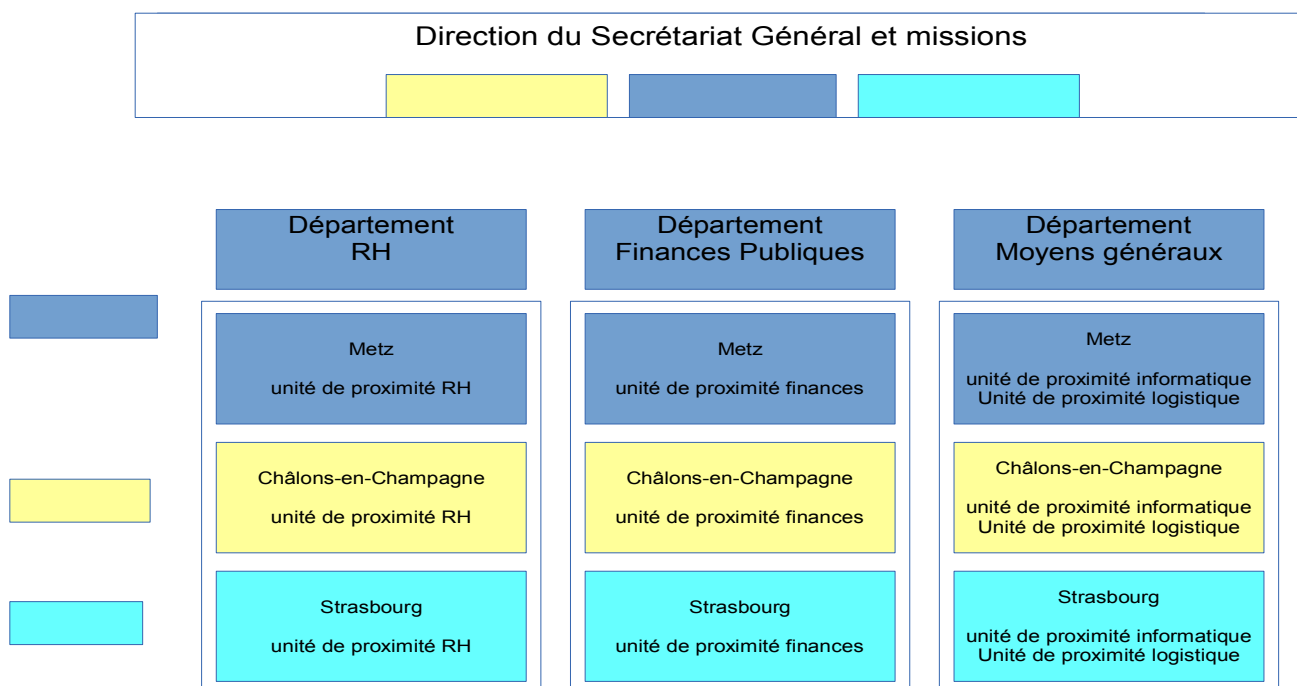 Direction du Secrétariat Général et missions
Département
RH
Département
Finances Publiques
Département
Moyens généraux
Metz
unité de proximité RH
Metz
unité de proximité finances
Metz
unité de proximité informatique
Unité de proximité logistique
Châlons-en-Champagne
unité de proximité RH
Châlons-en-Champagne
unité de proximité finances
Châlons-en-Champagne
unité de proximité informatique
Unité de proximité logistique
Strasbourg
unité de proximité RH
Strasbourg
unité de proximité finances
Strasbourg
unité de proximité informatique
Unité de proximité logistique